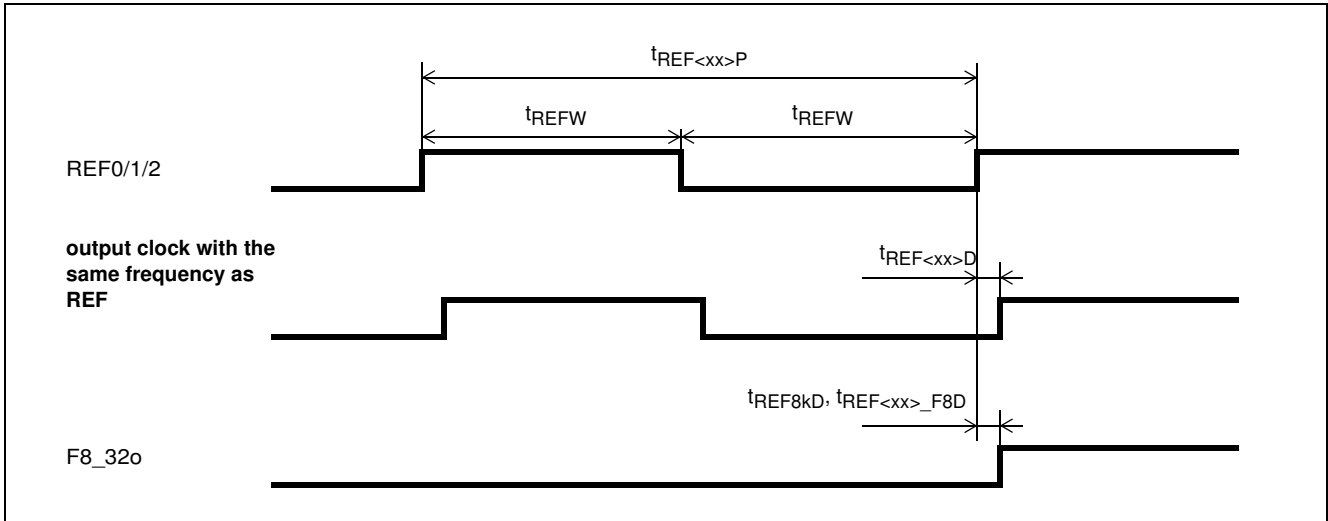 tREF<xx>P
tREFW tREFW
REF0/1/2
output clock with the
same frequency as
REF
tREF<xx>D
tREF8kD, tREF<xx>_F8D
F8_32o